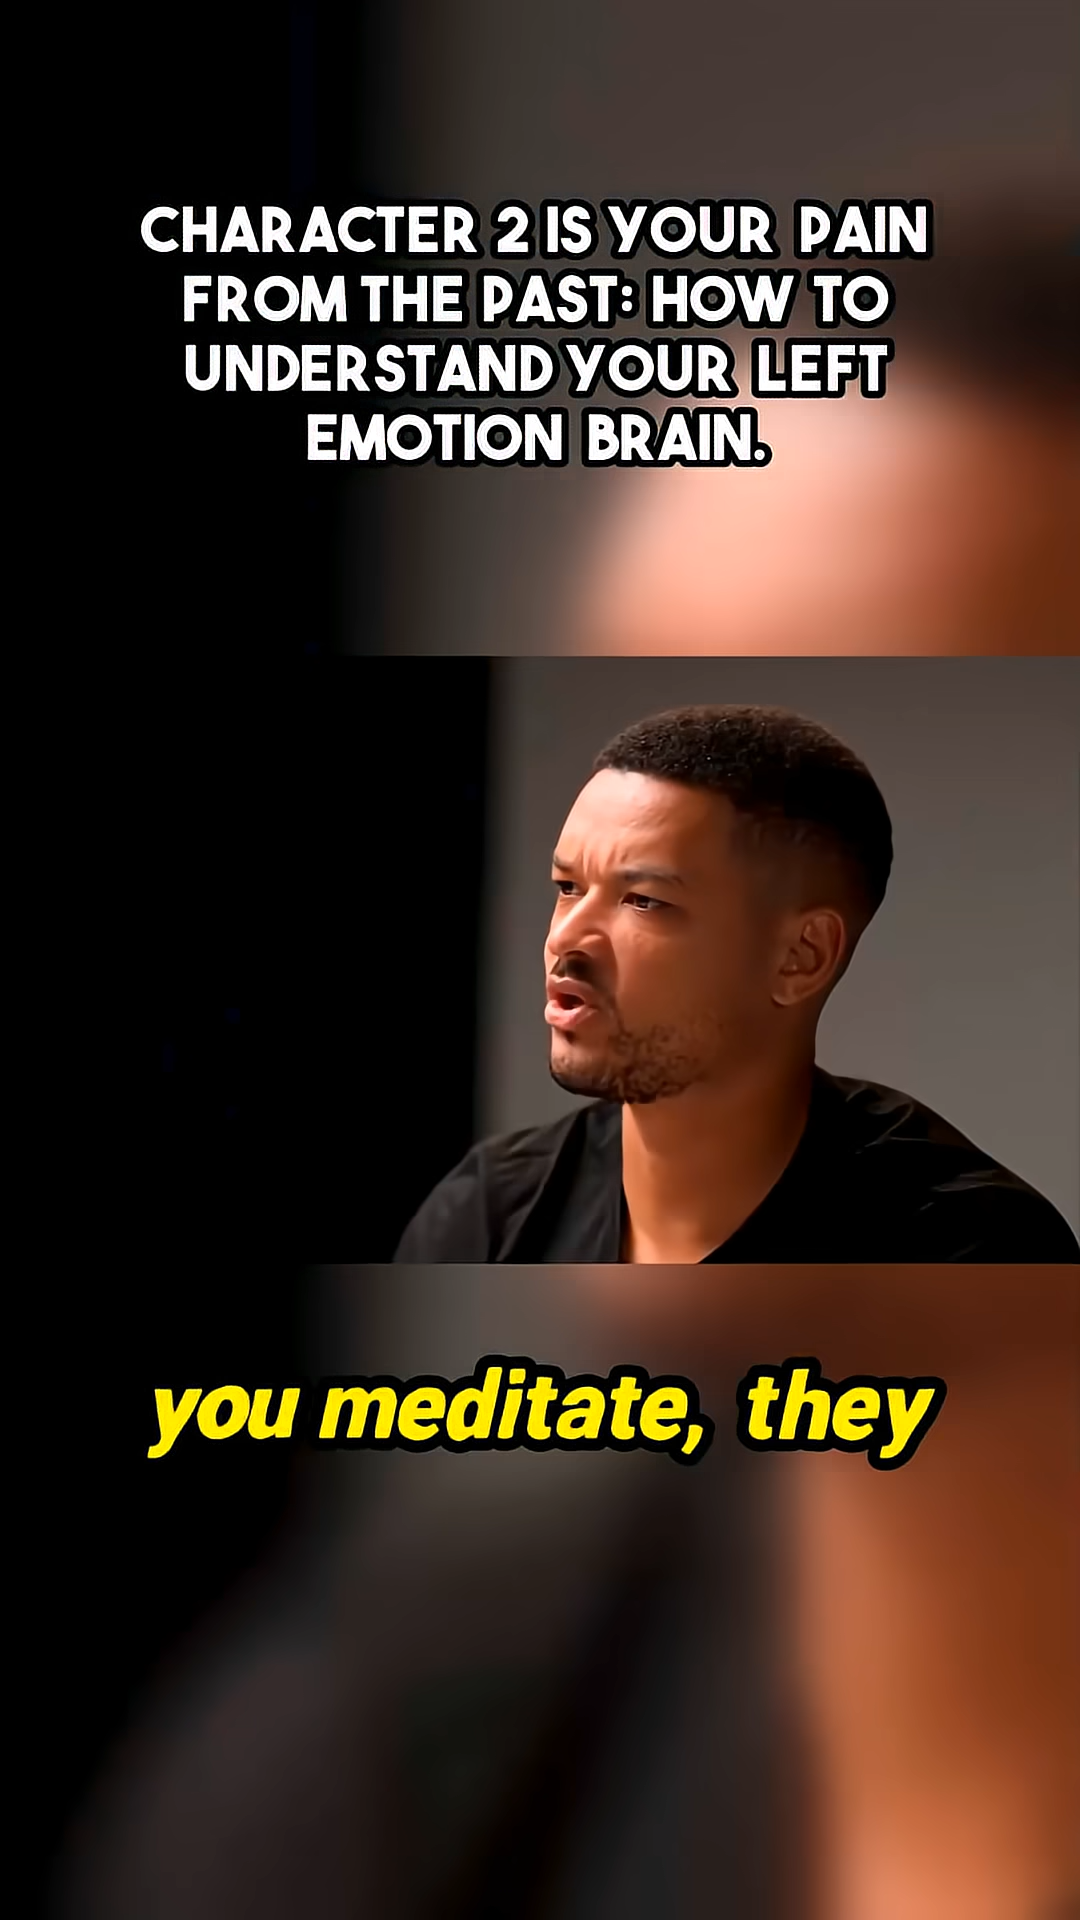 CHARACTER 2 IS YOUR PAIN
FROM THE PAST: HOW TO
UNDERSTAND YOUR LEFT
EMOTION BRAIN.
you meditate, they